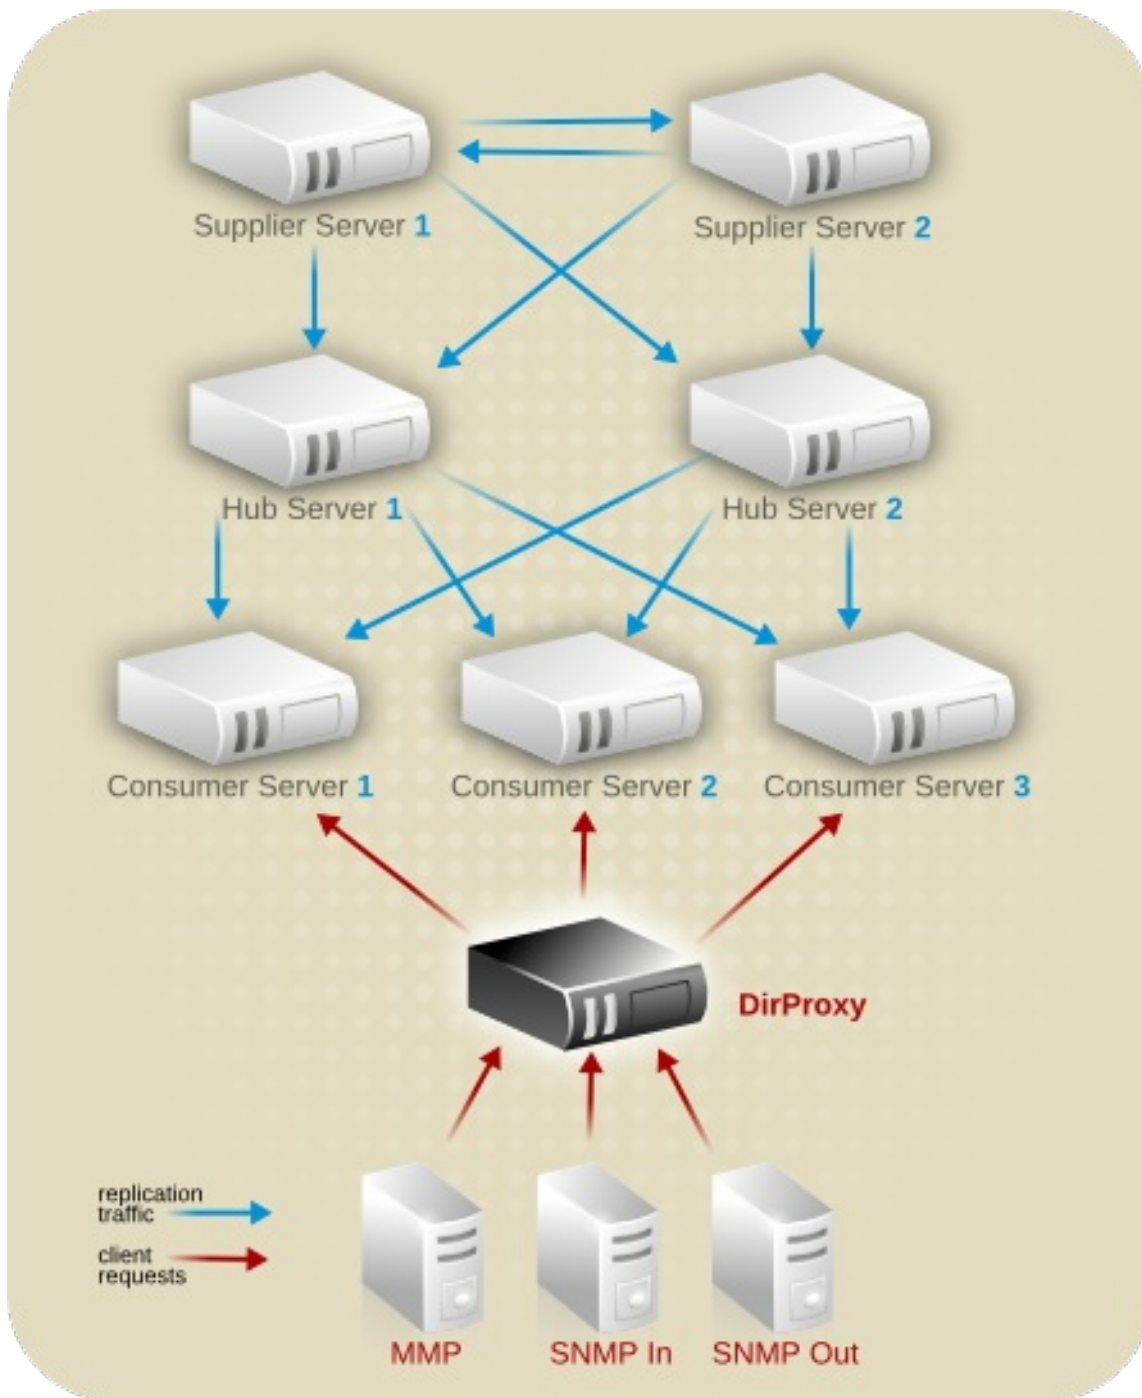 Supplier Server 1
Supplier Server 2
Hub Server 1
Hub Server 2
Consumer Server 1
Consumer Server 2
Consumer Server 3
DirProxy
replication
traffic
client
requests
MMP
SNMP In
SNMP Out